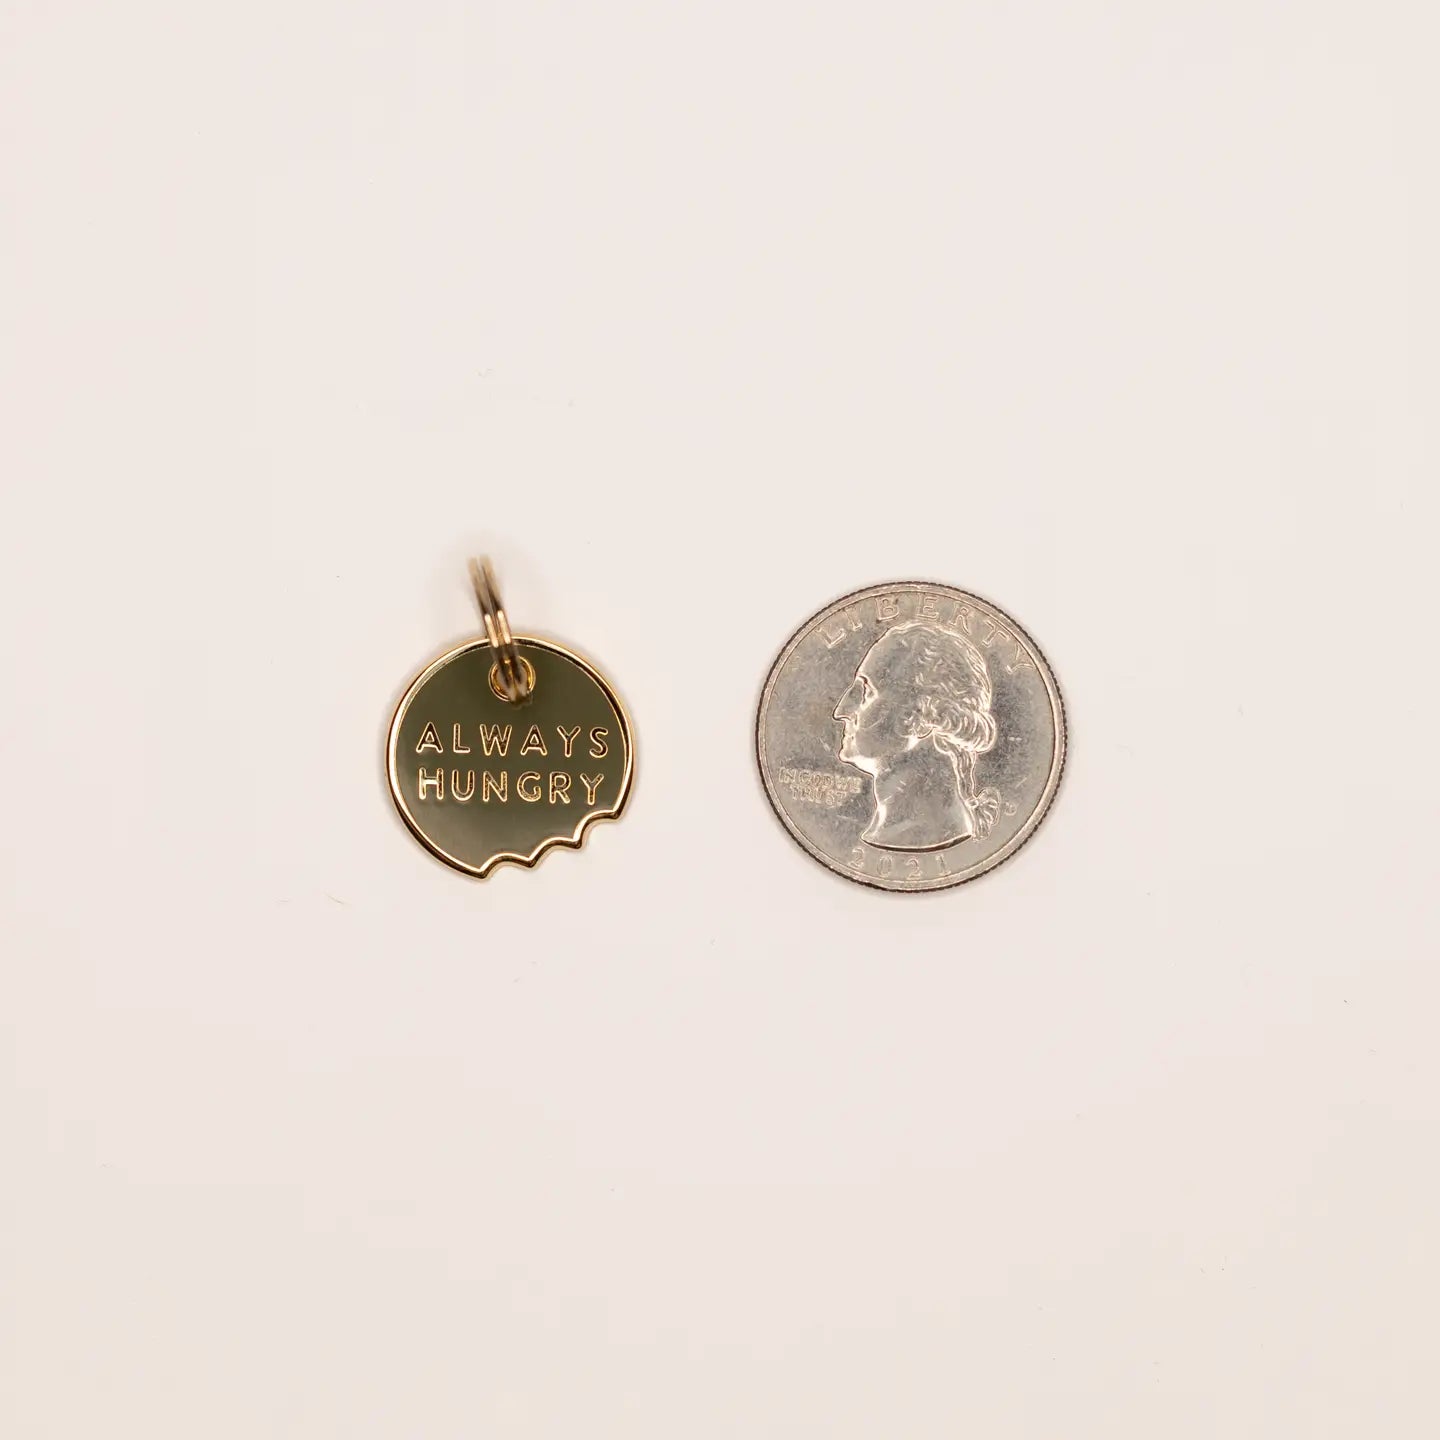 ALWAYS
HUNGRY
LIBERTY
IN GOD WE
TRUST
2021